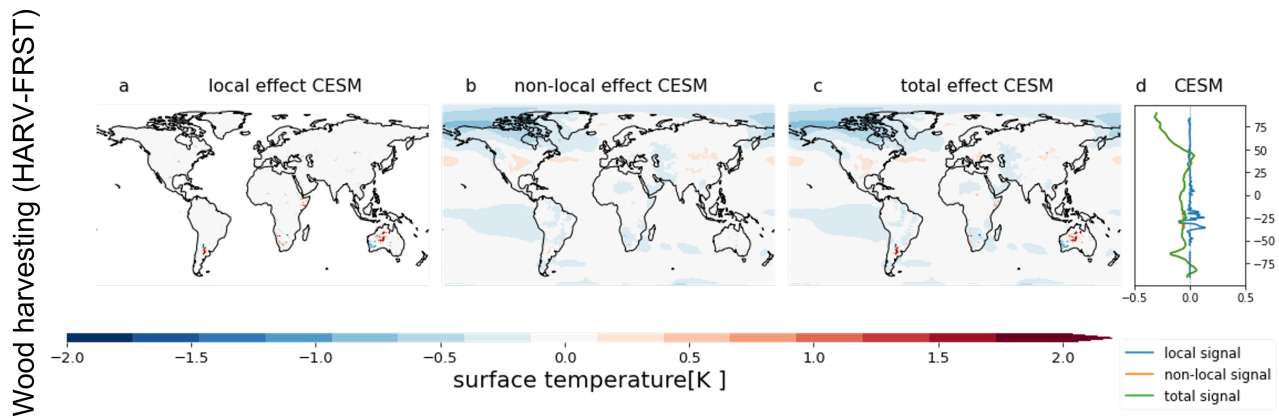 Wood harvesting (HARV-FRST)
a local effect CESM
b non-local effect CESM
c total effect CESM
d CESM
75
50
25
0
−25
−50
−75
−0.5 0.0 0.5
−2.0 −1.5 −1.0 −0.5 0.0 0.5 1.0 1.5 2.0
surface temperature[K ]
local signal
non-local signal
total signal